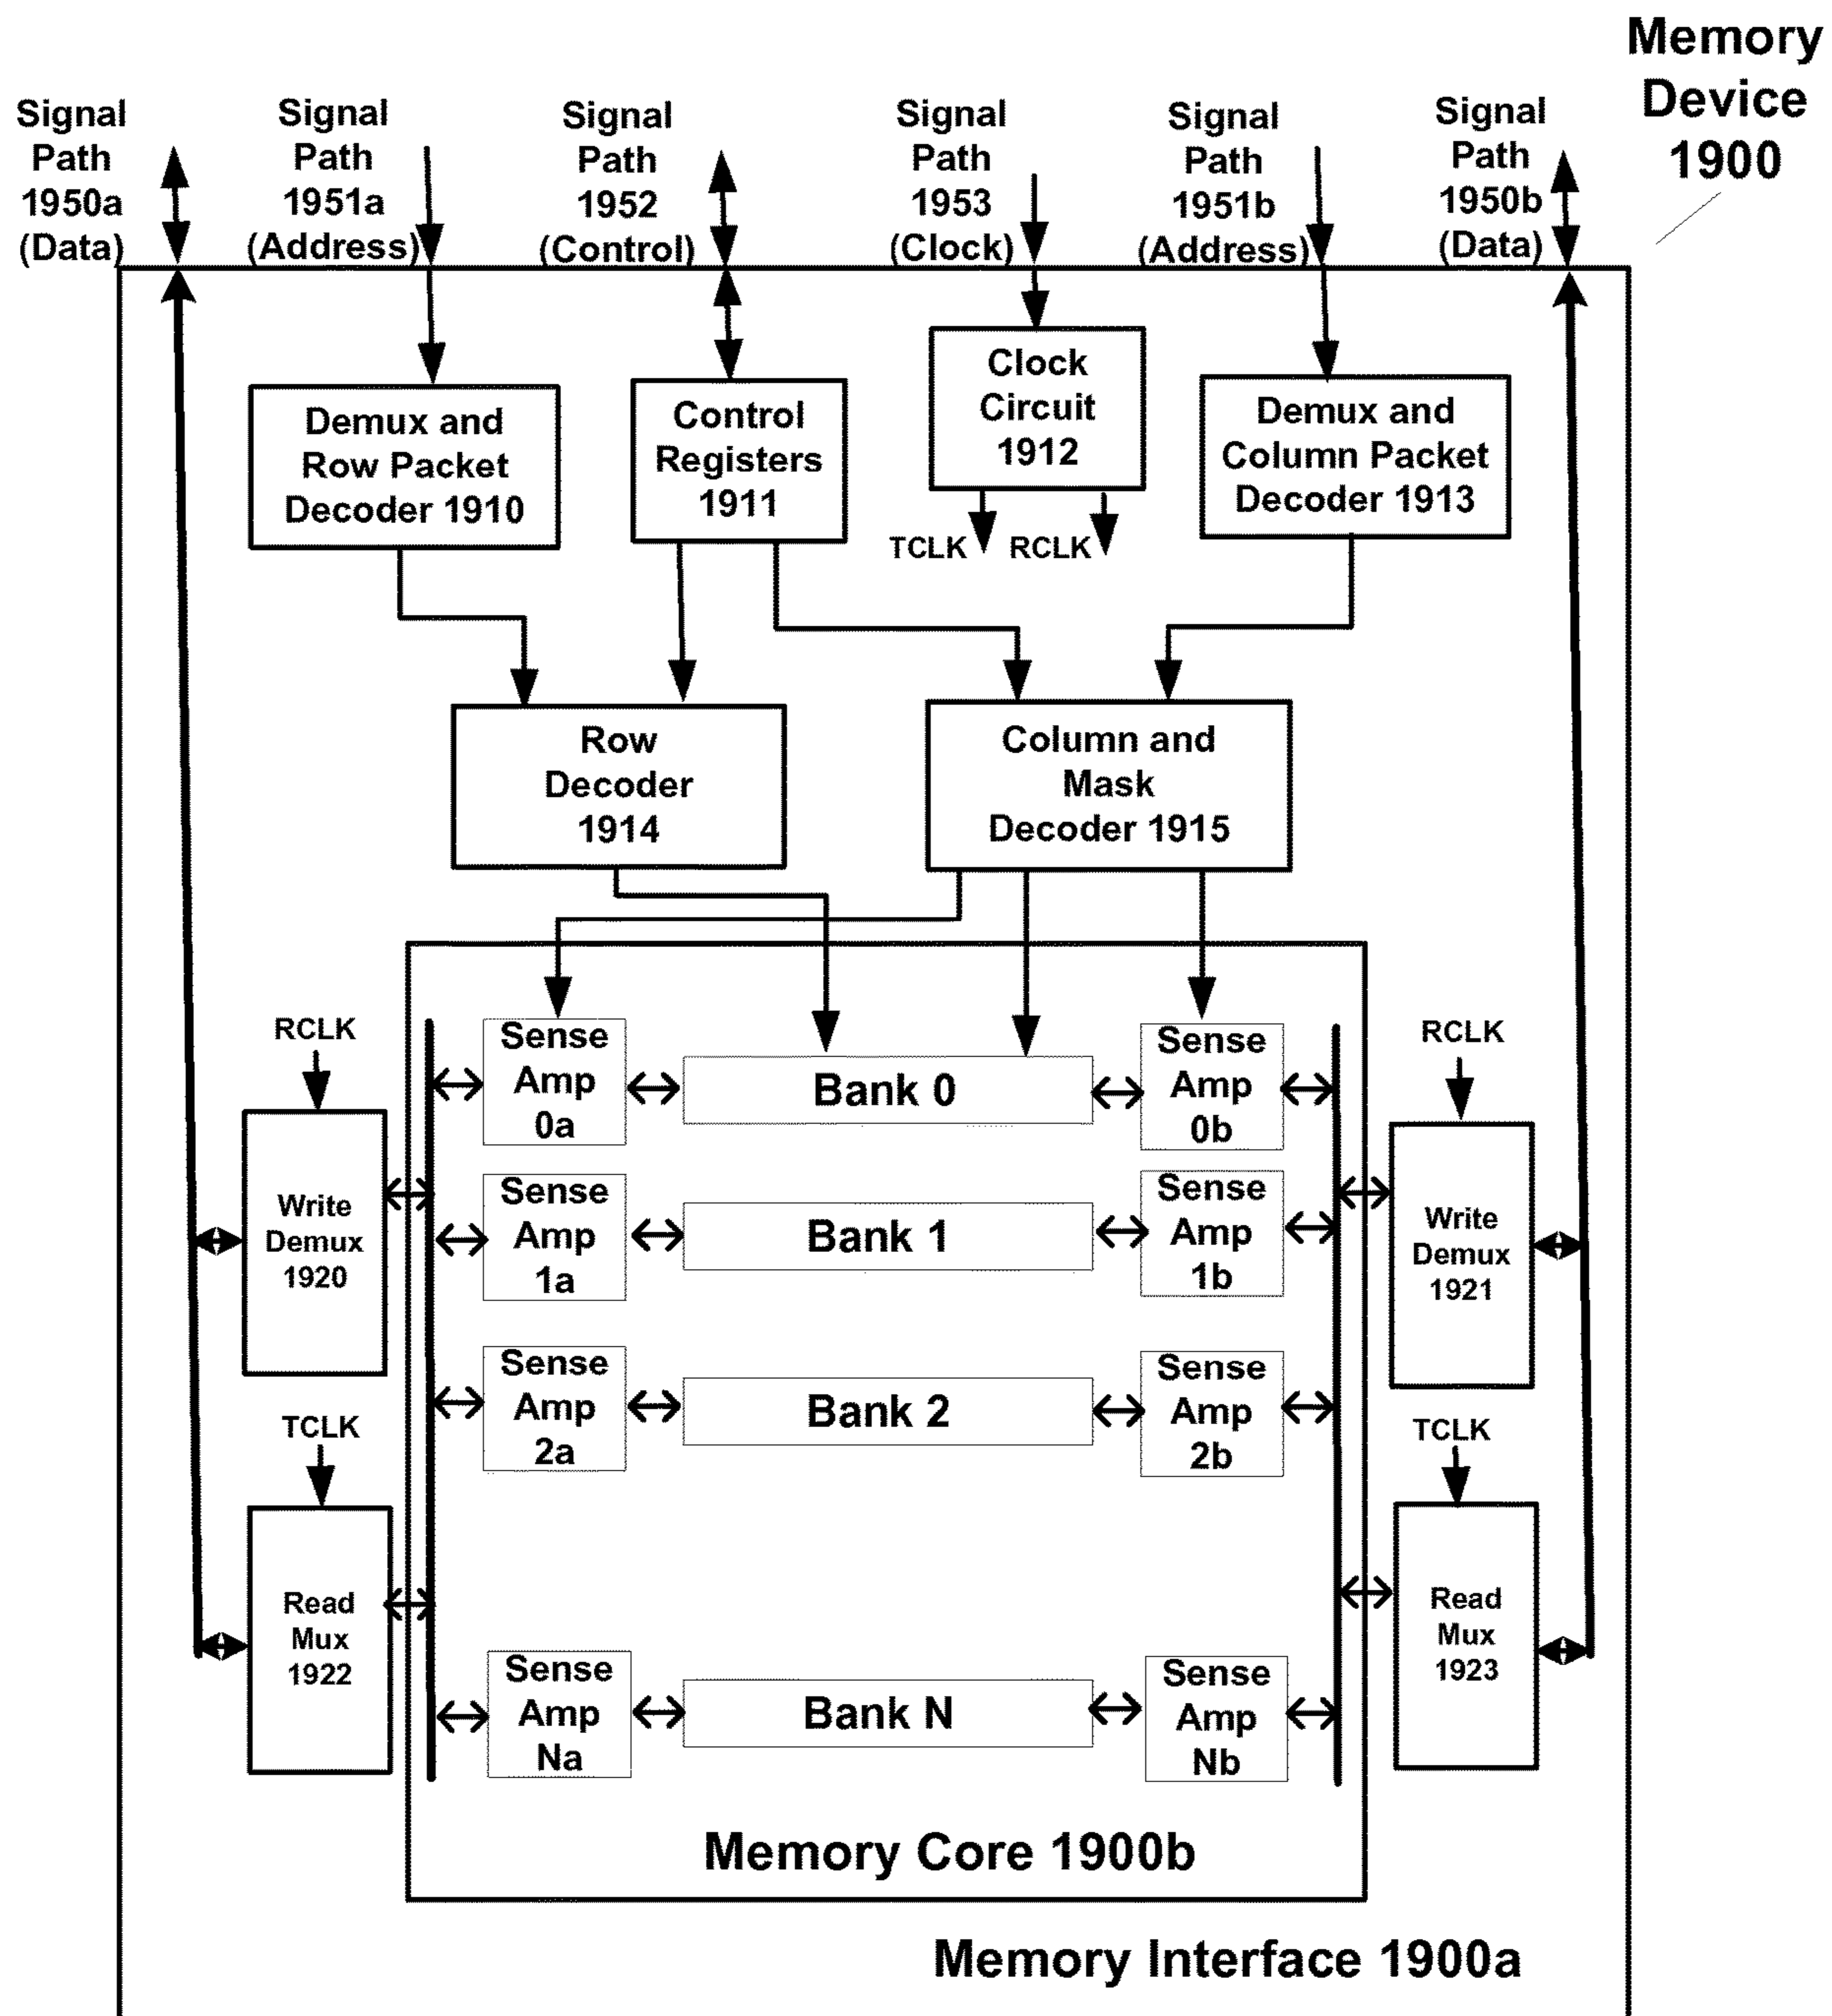 Memory
Device
1900
Signal
Path
1950a
(Data)
Signal
Path
1951a
(Address)
Signal
Path
1952
(Control)
Signal
Path
1953
(Clock)
Signal
Path
1951b
(Address)
Signal
Path
1950b
(Data)
Demux and
Row Packet
Decoder 1910
Control
Registers
1911
Clock
Circuit
1912
Demux and
Column Packet
Decoder 1913
TCLK
RCLK
Row
Decoder
1914
Column and
Mask
Decoder 1915
RCLK
Sense
Amp
0a
Bank 0
Sense
Amp
0b
RCLK
Write
Demux
1920
Sense
Amp
1a
Bank 1
Sense
Amp
1b
Write
Demux
1921
Sense
Amp
2a
Bank 2
Sense
Amp
2b
TCLK
TCLK
Read
Mux
1922
Read
Mux
1923
Sense
Amp
Na
Bank N
Sense
Amp
Nb
Memory Core 1900b
Memory Interface 1900a